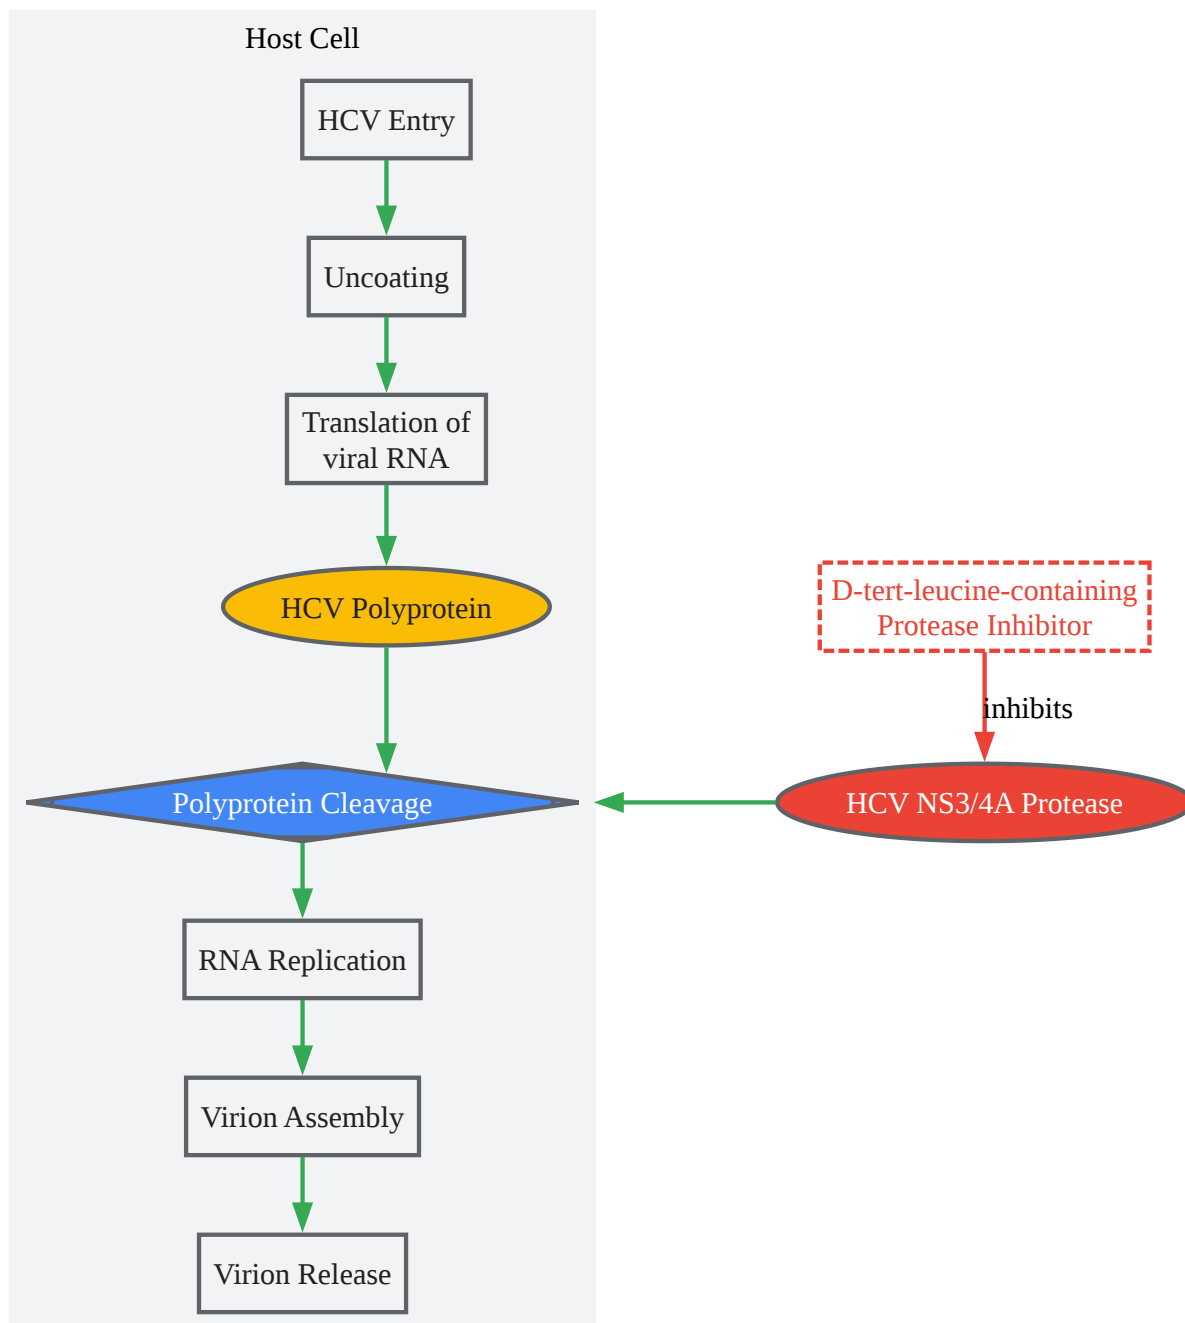 Host Cell
HCV Entry
Uncoating
Translation of
viral RNA
HCV Polyprotein
D-tert-leucine-containing
Protease Inhibitor
inhibits
Polyprotein Cleavage
HCV NS3/4A Protease
RNA Replication
Virion Assembly
Virion Release